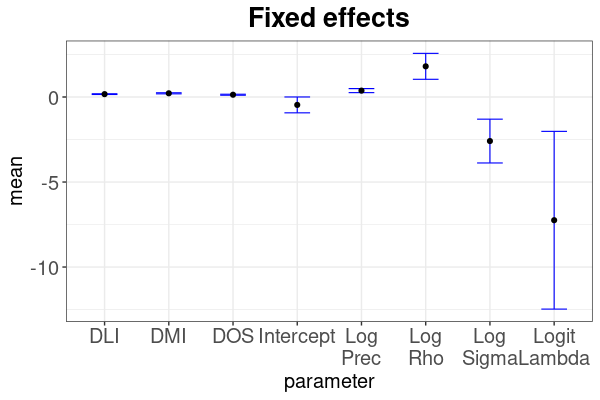 Fixed effects
mean
0
-5
-10
DLI DMI DOS Intercept Log Log Log Logit
Prec Rho Sigma Lambda
parameter